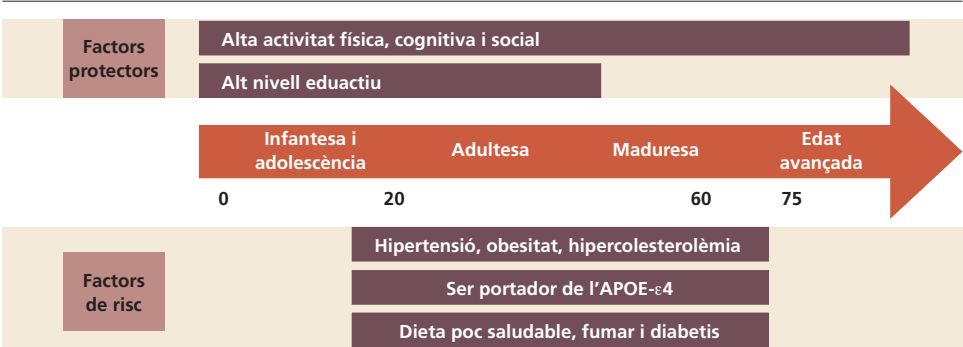 Factors
protectors
Alta activitat física, cognitiva i social
Alt nivell eduactiu
Infantesa i
adolescència
Adultesa
Maduresa
Edat
avançada
0
20
60
75
Factors
de risc
Hipertensió, obesitat, hipercolesterolèmia
Ser portador de l'APOE-ε4
Dieta poc saludable, fumar i diabetis